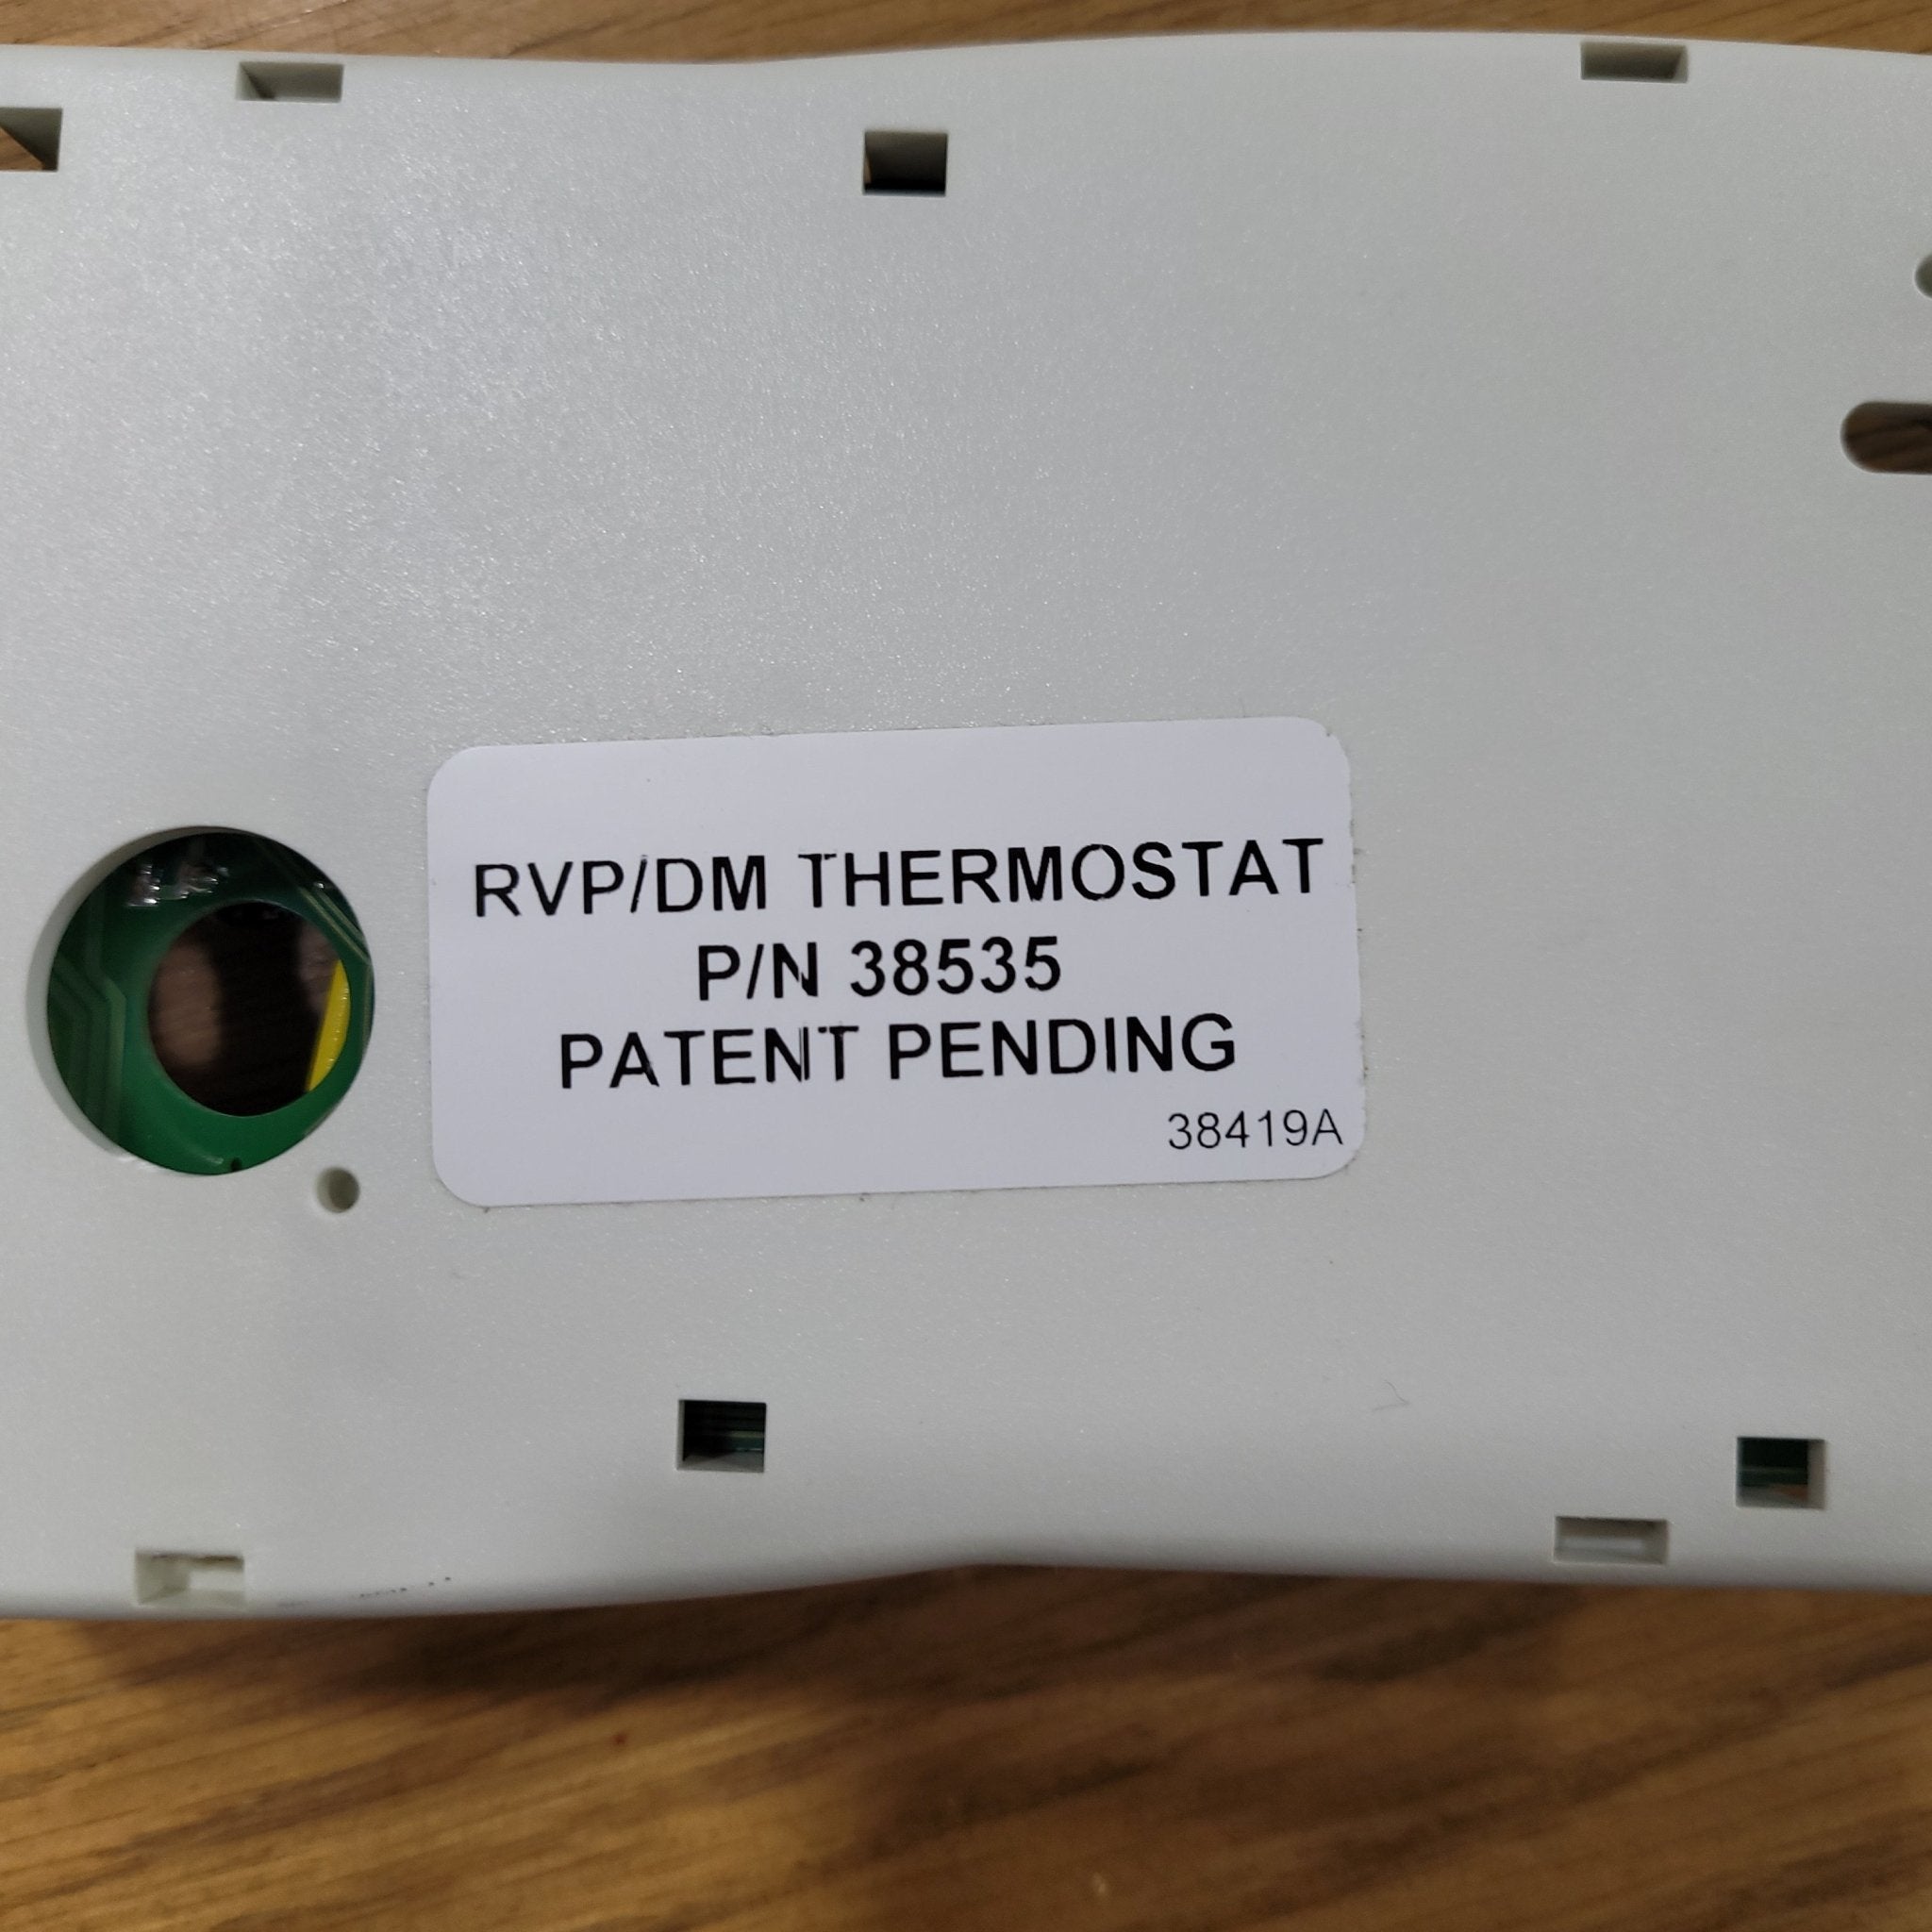 RVP/DM THERMOSTAT
P/N 38535
PATENT PENDING
38419A